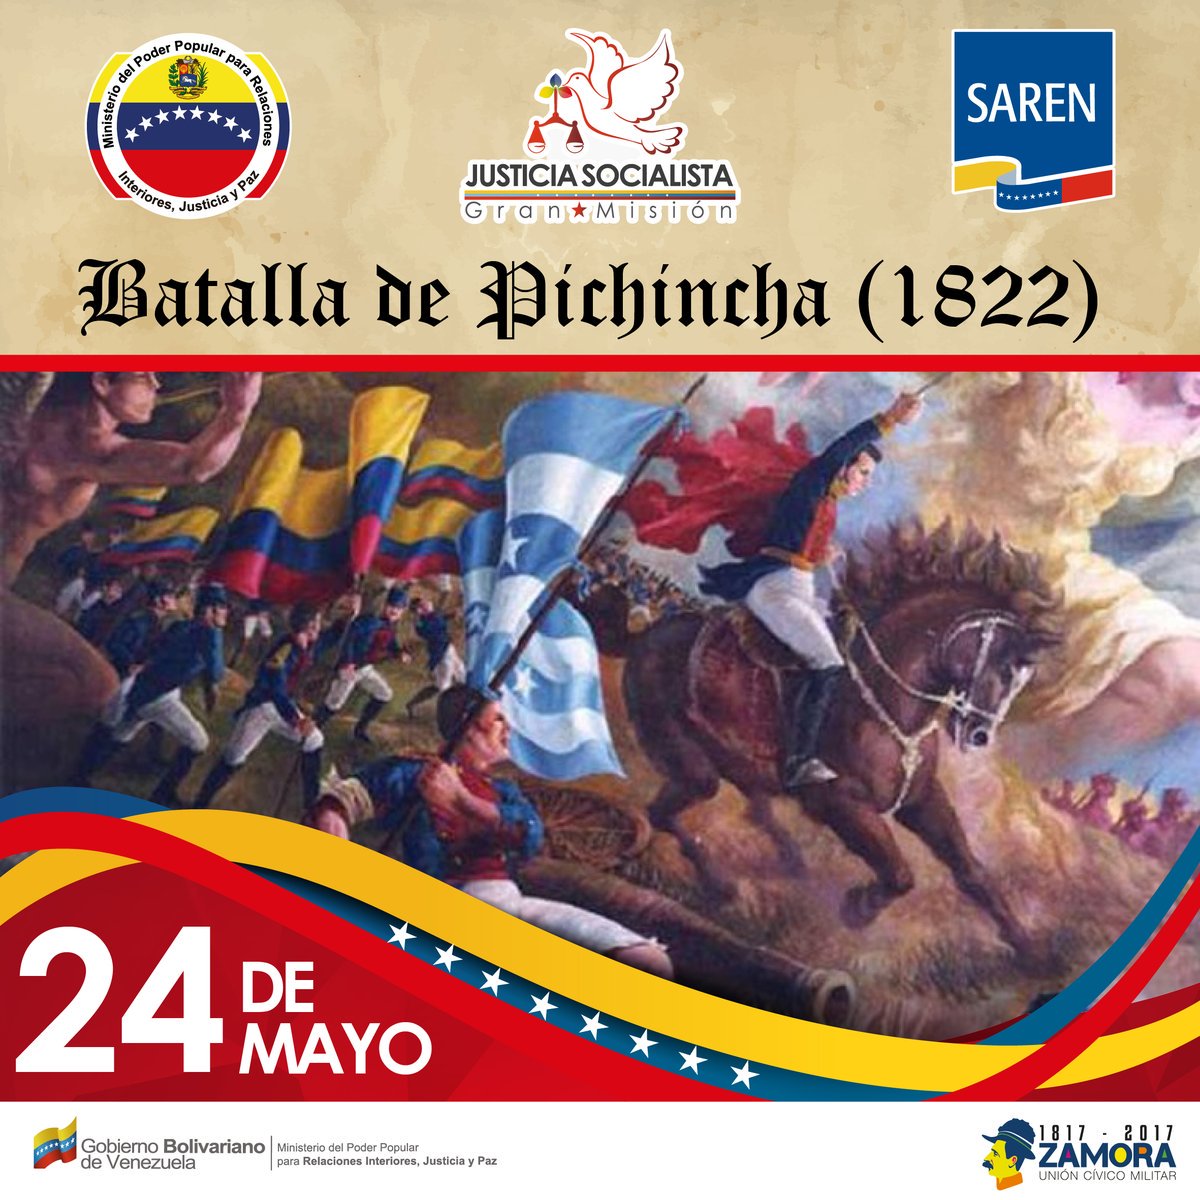 Ministerio del Poder Popular para Relaciones
Interiores, Justicia y Paz
JUSTICIA SOCIALISTA
Gran Misión
SAREN
Batalla de Pichincha (1822)
24 DE
MAYO
Gobierno Bolivariano
de Venezuela
Ministerio del Poder Popular
para Relaciones Interiores, Justicia y Paz
1817 - 2017
ZAMORA
UNIÓN CÍVICO MILITAR